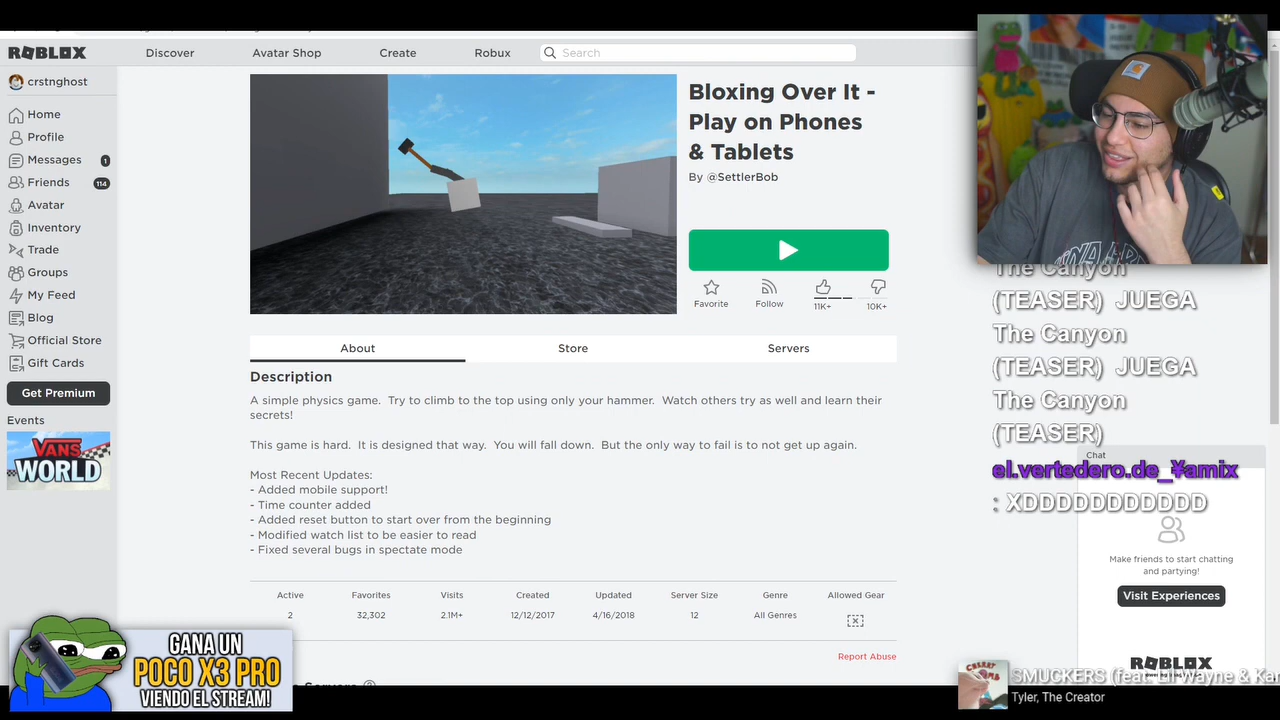 ROBLOX
Discover
Avatar Shop
Create
Robux
Search
crstnghost
Home
Profile
Messages
1
Friends
114
Avatar
Inventory
Trade
Groups
My Feed
Blog
Official Store
Gift Cards
Get Premium
Events
VANS
WORLD
Bloxing Over It -
Play on Phones
& Tablets
By @SettlerBob
Favorite
Follow
11K+
10K+
About
Store
Servers
Description
A simple physics game. Try to climb to the top using only your hammer. Watch others try as well and learn their
secrets!
This game is hard. It is designed that way. You will fall down. But the only way to fail is to not get up again.
Most Recent Updates:
- Added mobile support!
- Time counter added
- Added reset button to start over from the beginning
- Modified watch list to be easier to read
- Fixed several bugs in spectate mode
Active
Favorites
Visits
Created
Updated
Server Size
Genre
Allowed Gear
2
32,302
2.1M+
12/12/2017
4/16/2018
12
All Genres
Report Abuse
GANA UN
POCO X3 PRO
VIENDO EL STREAM!
The Canyon
(TEASER) JUEGA
The Canyon
(TEASER) JUEGA
The Canyon
(TEASER)
Chat
el.vertedero.de_¥amix
: XDDDDDDDDDDD
Make friends to start chatting
and partying!
Visit Experiences
ROBLOX
SMUCKERS (feat. Lil Wayne & Kan
Tyler, The Creator